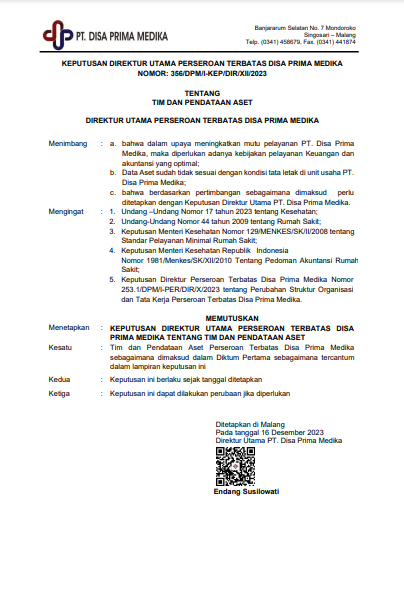 PT. DISA PRIMA MEDIKA
Banjararum Selatan No. 7 Mondoroko
Singosari – Malang
Telp. (0341) 458679, Fax. (0341) 441874
KEPUTUSAN DIREKTUR UTAMA PERSEROAN TERBATAS DISA PRIMA MEDIKA
NOMOR: 356/DPM/I-KEP/DIR/XII/2023
TENTANG
TIM DAN PENDATAAN ASET
DIREKTUR UTAMA PERSEROAN TERBATAS DISA PRIMA MEDIKA
Menimbang : a. bahwa dalam upaya meningkatkan mutu pelayanan PT. Disa Prima
Medika, maka diperlukan adanya kebijakan pelayanan Keuangan dan
akuntansi yang optimal;
b. Data Aset sudah tidak sesuai dengan kondisi tata letak di unit usaha PT.
Disa Prima Medika;
c. bahwa berdasarkan pertimbangan sebagaimana dimaksud perlu
ditetapkan dengan Keputusan Direktur Utama PT. Disa Prima Medika.
Mengingat : 1. Undang –Undang Nomor 17 tahun 2023 tentang Kesehatan;
2. Undang-Undang Nomor 44 tahun 2009 tentang Rumah Sakit;
3. Keputusan Menteri Kesehatan Nomor 129/MENKES/SK/II/2008 tentang
Standar Pelayanan Minimal Rumah Sakit;
4. Keputusan Menteri Kesehatan Republik Indonesia
Nomor 1981/Menkes/SK/XII/2010 Tentang Pedoman Akuntansi Rumah
Sakit;
5. Keputusan Direktur Perseroan Terbatas Disa Prima Medika Nomor
253.1/DPM/I-PER/DIR/X/2023 tentang Perubahan Struktur Organisasi
dan Tata Kerja Perseroan Terbatas Disa Prima Medika.
MEMUTUSKAN
Menetapkan : KEPUTUSAN DIREKTUR UTAMA PERSEROAN TERBATAS DISA
PRIMA MEDIKA TENTANG TIM DAN PENDATAAN ASET
Kesatu : Tim dan Pendataan Aset Perseroan Terbatas Disa Prima Medika
sebagaimana dimaksud dalam Diktum Pertama sebagaimana tercantum
dalam lampiran keputusan ini
Kedua : Keputusan ini berlaku sejak tanggal ditetapkan
Ketiga : Keputusan ini dapat dilakukan perubaan jika diperlukan
Ditetapkan di Malang
Pada tanggal 16 Desember 2023
Direktur Utama PT. Disa Prima Medika
Endang Susilowati